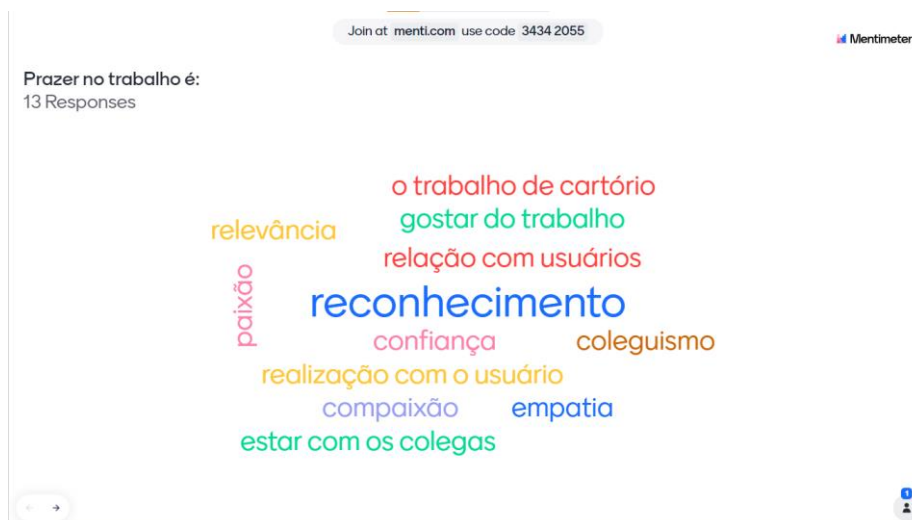 Join at menti.com use code 3434 2055
Mentimeter
Prazer no trabalho é:
13 Responses
o trabalho de cartório
gostar do trabalho
relevância
relação com usuários
paixão
reconhecimento
confiança
coleguismo
realização com o usuário
compaixão
empatia
estar com os colegas
1